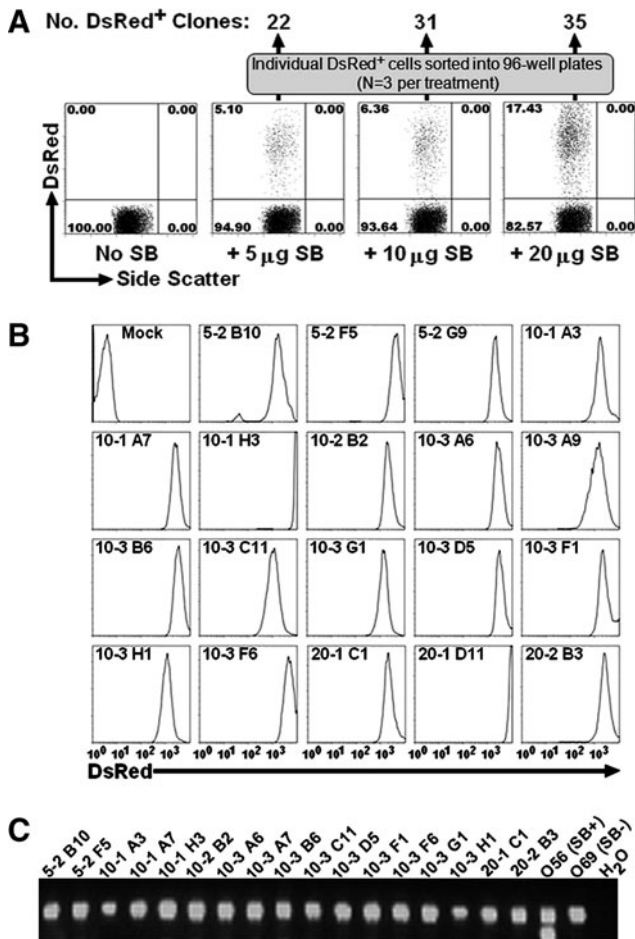 A
No. DsRed+ Clones: 22 31 35
Individual DsRed+ cells sorted into 96-well plates
(N=3 per treatment)
0.00 0.00 5.10 0.00 6.36 0.00 17.43 0.00
DsRed
100.00 0.00 94.90 0.00 93.64 0.00 82.57 0.00
No SB + 5 µg SB + 10 µg SB + 20 µg SB
Side Scatter
B
Mock 5-2 B10 5-2 F5 5-2 G9 10-1 A3
10-1 A7 10-1 H3 10-2 B2 10-3 A6 10-3 A9
10-3 B6 10-3 C11 10-3 G1 10-3 D5 10-3 F1
10-3 H1 10-3 F6 20-1 C1 20-1 D11 20-2 B3
10⁰ 10¹ 10² 10³ 10⁰ 10¹ 10² 10³ 10⁰ 10¹ 10² 10³ 10⁰ 10¹ 10² 10³ 10⁰ 10¹ 10² 10³
DsRed
C
5-2 B10 5-2 F5 10-1 A3 10-1 A7 10-1 H3 10-2 B2 10-3 A6 10-3 A7 10-3 B6 10-3 C11 10-3 D5 10-3 F1 10-3 F6 10-3 G1 10-3 H1 20-1 C1 20-2 B3 O56 (SB+) O69 (SB-) H2O